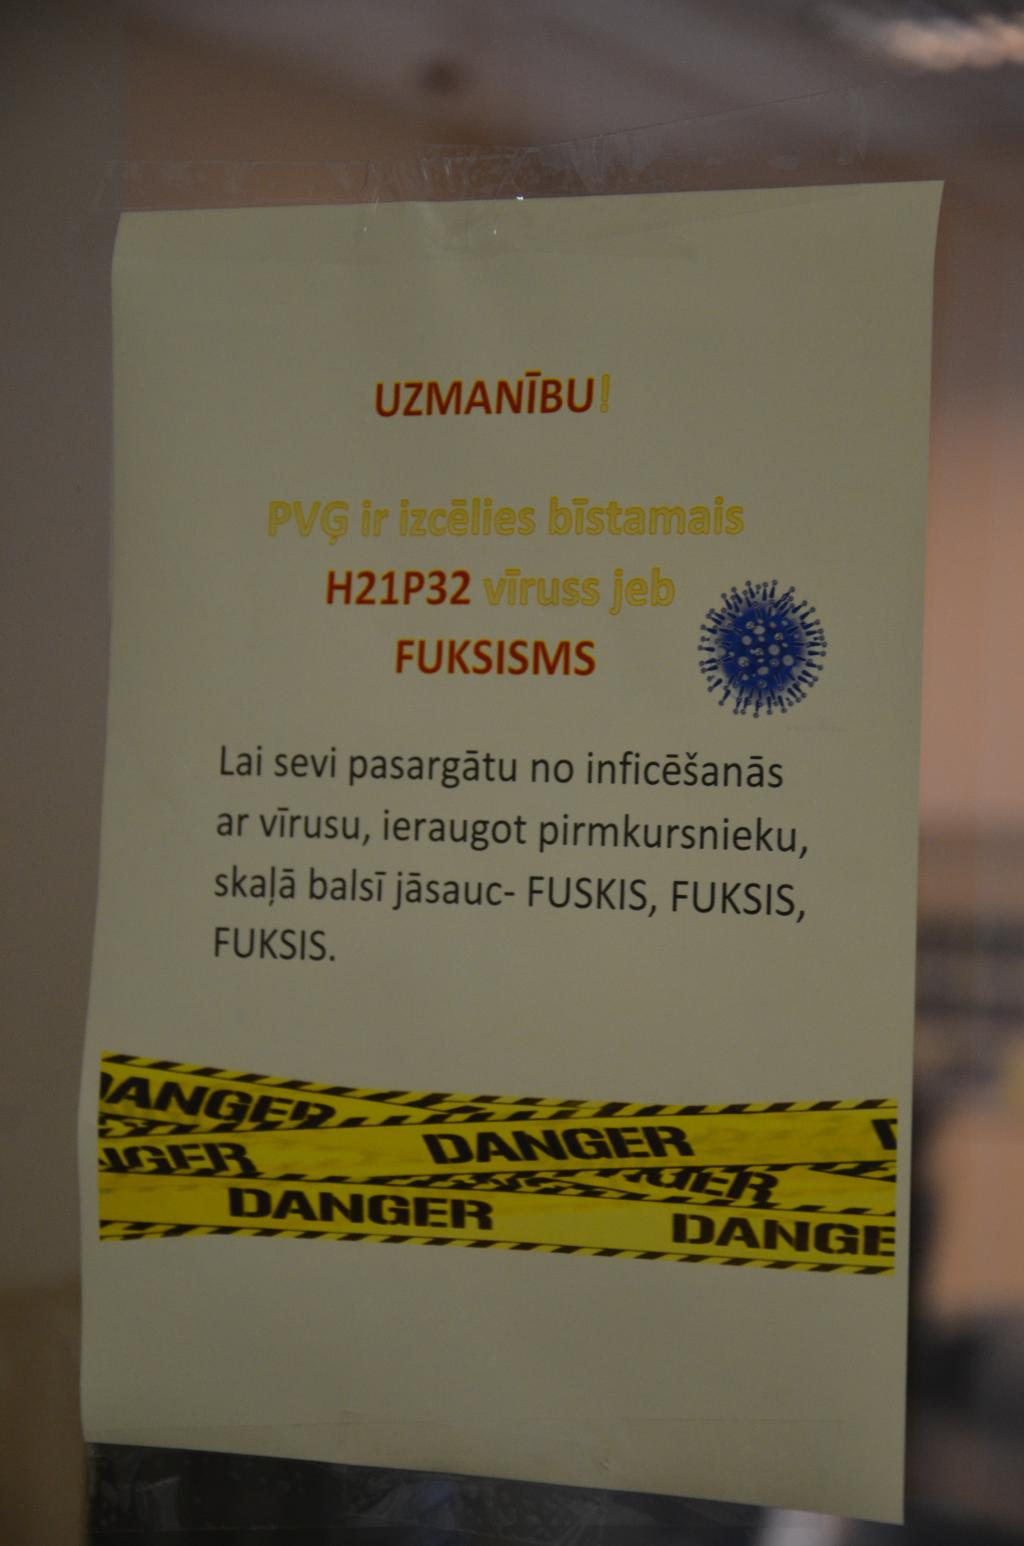 UZMANĪBU!
PVĢ ir izcēlies bīstamais
H21P32 vīruss jeb
FUKSISMS
Lai sevi pasargātu no inficēšanās
ar vīrusu, ieraugot pirmkursnieku,
skaļā balsī jāsauc- FUSKIS, FUKSIS,
FUKSIS.
DANGER
DANGER
DANGER
DANGE